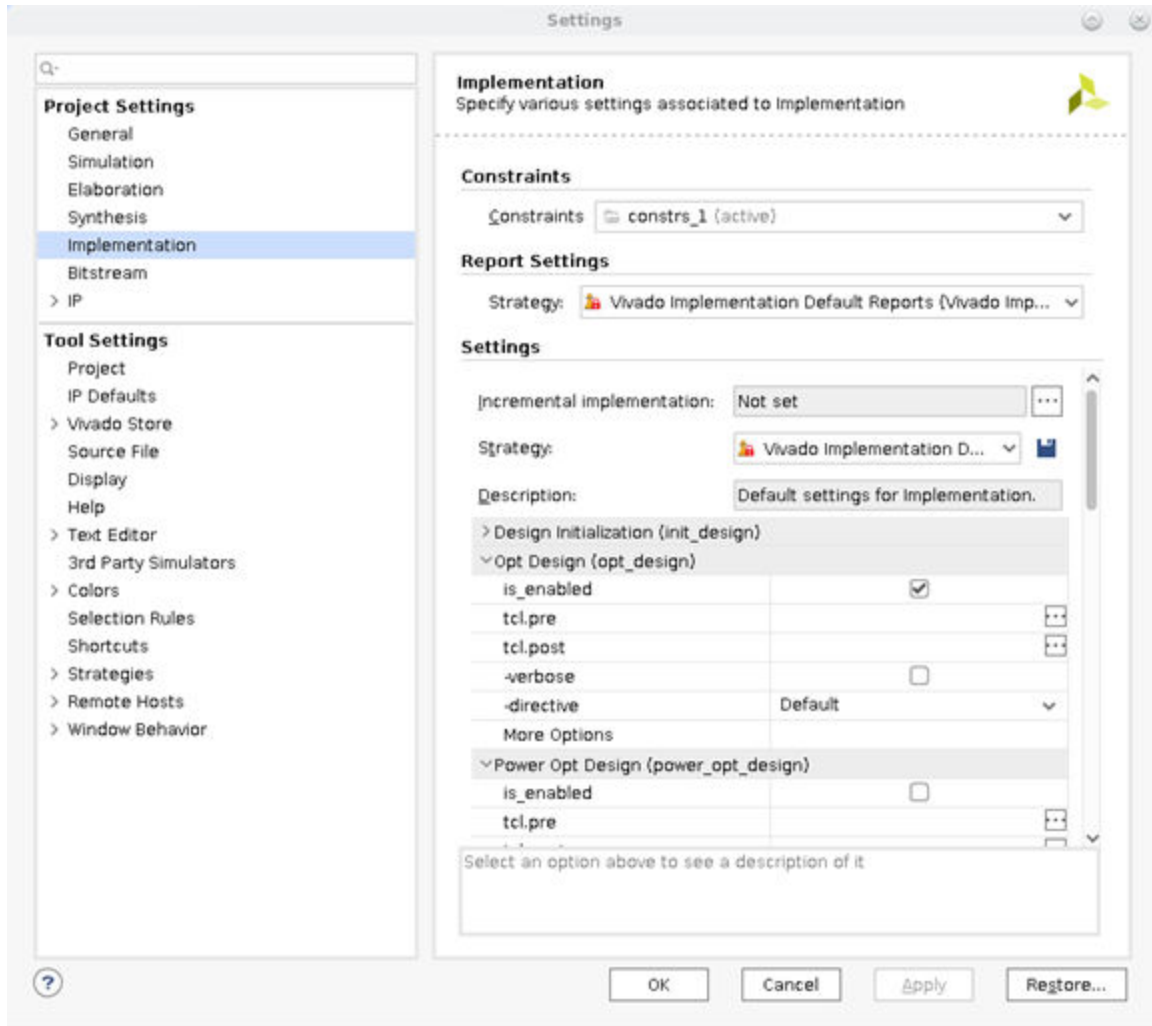 Settings
Q-
Project Settings
General
Simulation
Elaboration
Synthesis
Implementation
Bitstream
> IP
Tool Settings
Project
IP Defaults
> Vivado Store
Source File
Display
Help
> Text Editor
3rd Party Simulators
> Colors
Selection Rules
Shortcuts
> Strategies
> Remote Hosts
> Window Behavior
Implementation
Specify various settings associated to Implementation
Constraints
Constraints constrs_1 (active)
Report Settings
Strategy: Vivado Implementation Default Reports (Vivado Imp...
Settings
Incremental implementation: Not set ...
Strategy: Vivado Implementation D...
Description: Default settings for Implementation.
> Design Initialization (init_design)
Opt Design (opt_design)
is_enabled
tcl.pre ...
tcl.post ...
-verbose
-directive Default
More Options
Power Opt Design (power_opt_design)
is_enabled
tcl.pre ...
Select an option above to see a description of it
? OK Cancel Apply Restore...